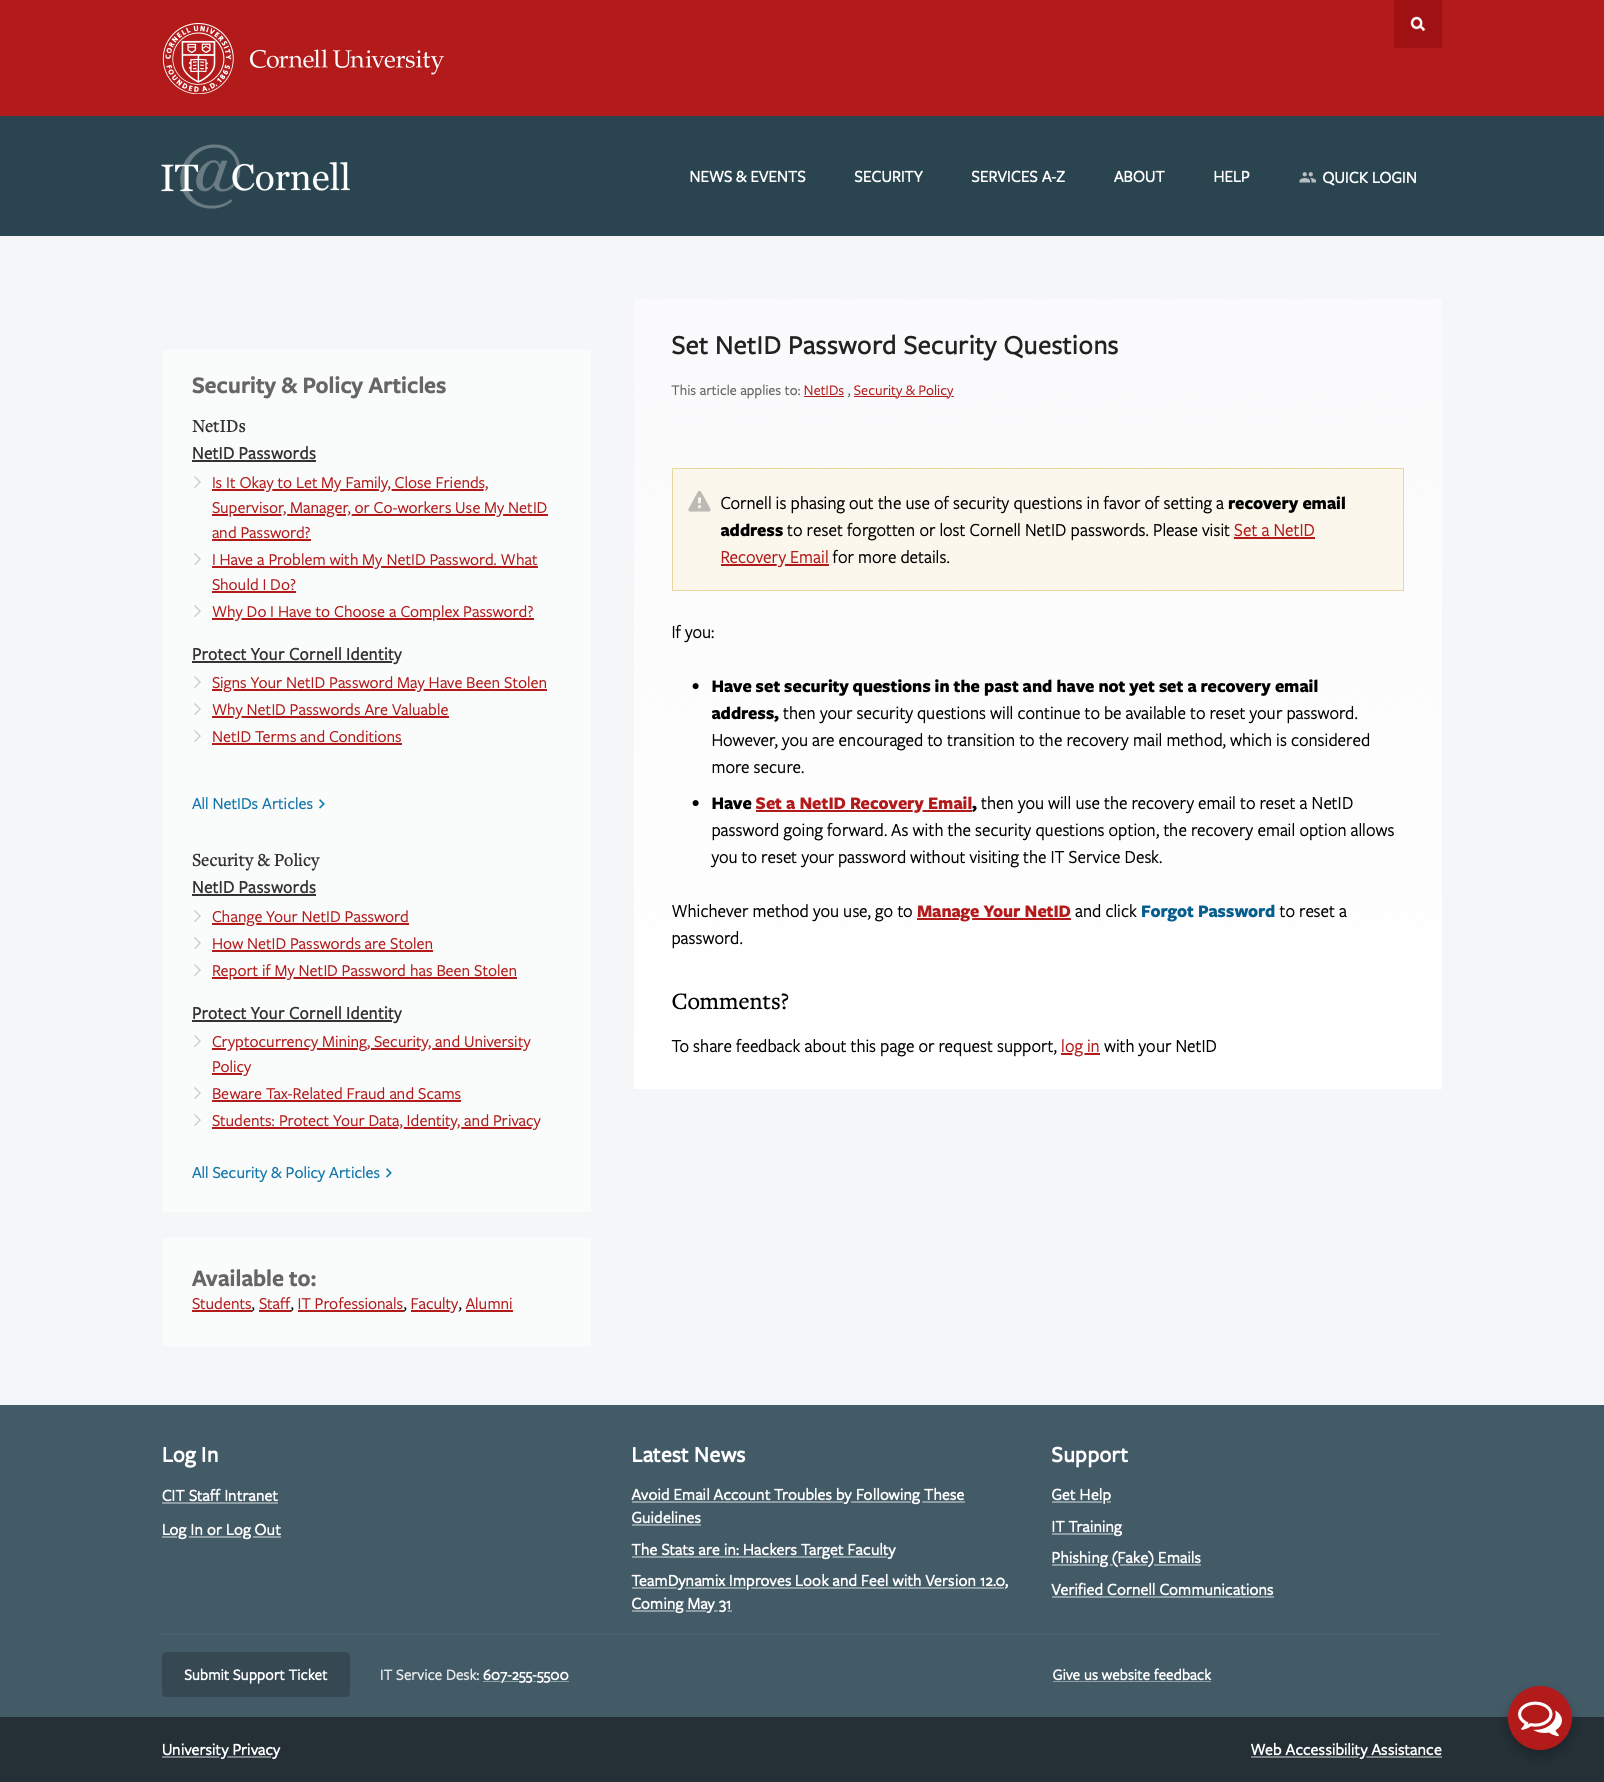 CORNELL UNIVERSITY
FOUNDED A.D. 1865
Cornell University
IT@Cornell
NEWS & EVENTS
SECURITY
SERVICES A-Z
ABOUT
HELP
QUICK LOGIN
Security & Policy Articles
NetIDs
NetID Passwords
Is It Okay to Let My Family, Close Friends,
Supervisor, Manager, or Co-workers Use My NetID
and Password?
I Have a Problem with My NetID Password. What
Should I Do?
Why Do I Have to Choose a Complex Password?
Protect Your Cornell Identity
Signs Your NetID Password May Have Been Stolen
Why NetID Passwords Are Valuable
NetID Terms and Conditions
All NetIDs Articles
Security & Policy
NetID Passwords
Change Your NetID Password
How NetID Passwords are Stolen
Report if My NetID Password has Been Stolen
Protect Your Cornell Identity
Cryptocurrency Mining, Security, and University
Policy
Beware Tax-Related Fraud and Scams
Students: Protect Your Data, Identity, and Privacy
All Security & Policy Articles
Available to:
Students, Staff, IT Professionals, Faculty, Alumni
Set NetID Password Security Questions
This article applies to: NetIDs , Security & Policy
Cornell is phasing out the use of security questions in favor of setting a recovery email
address to reset forgotten or lost Cornell NetID passwords. Please visit Set a NetID
Recovery Email for more details.
If you:
• Have set security questions in the past and have not yet set a recovery email
address, then your security questions will continue to be available to reset your password.
However, you are encouraged to transition to the recovery mail method, which is considered
more secure.
• Have Set a NetID Recovery Email, then you will use the recovery email to reset a NetID
password going forward. As with the security questions option, the recovery email option allows
you to reset your password without visiting the IT Service Desk.
Whichever method you use, go to Manage Your NetID and click Forgot Password to reset a
password.
Comments?
To share feedback about this page or request support, log in with your NetID
Log In
CIT Staff Intranet
Log In or Log Out
Latest News
Avoid Email Account Troubles by Following These
Guidelines
The Stats are in: Hackers Target Faculty
TeamDynamix Improves Look and Feel with Version 12.0,
Coming May 31
Support
Get Help
IT Training
Phishing (Fake) Emails
Verified Cornell Communications
Submit Support Ticket
IT Service Desk: 607-255-5500
Give us website feedback
University Privacy
Web Accessibility Assistance